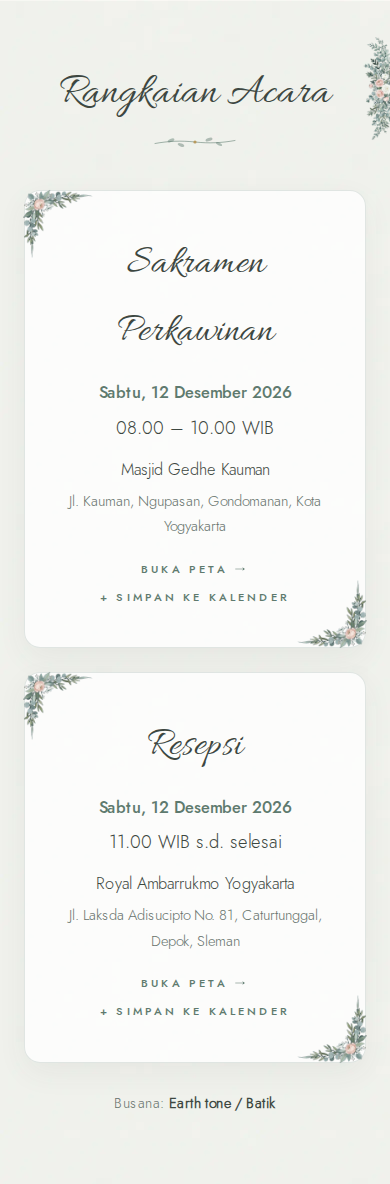 Rangkaian Acara
Sakramen
Perkawinan
Sabtu, 12 Desember 2026
08.00 – 10.00 WIB
Masjid Gedhe Kauman
Jl. Kauman, Ngupasan, Gondomanan, Kota
Yogyakarta
BUKA PETA →
+ SIMPAN KE KALENDER
Resepsi
Sabtu, 12 Desember 2026
11.00 WIB s.d. selesai
Royal Ambarrukmo Yogyakarta
Jl. Laksda Adisucipto No. 81, Caturtunggal,
Depok, Sleman
BUKA PETA →
+ SIMPAN KE KALENDER
Busana: Earth tone / Batik